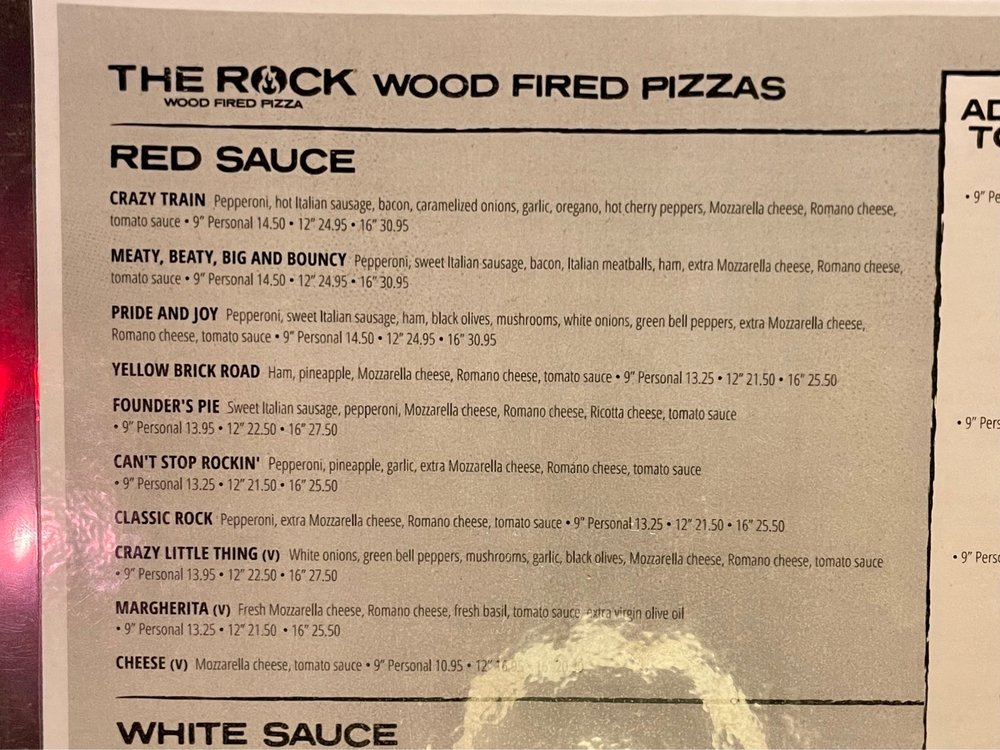 THE ROCK WOOD FIRED PIZZAS
WOOD FIRED PIZZA
RED SAUCE
CRAZY TRAIN Pepperoni, hot Italian sausage, bacon, caramelized onions, garlic, oregano, hot cherry peppers, Mozzarella cheese, Romano cheese,
tomato sauce • 9" Personal 14.50 • 12" 24.95 • 16" 30.95
MEATY, BEATY, BIG AND BOUNCY Pepperoni, sweet Italian sausage, bacon, Italian meatballs, ham, extra Mozzarella cheese, Romano cheese,
tomato sauce • 9" Personal 14.50 • 12" 24.95 • 16" 30.95
PRIDE AND JOY Pepperoni, sweet Italian sausage, ham, black olives, mushrooms, white onions, green bell peppers, extra Mozzarella cheese,
Romano cheese, tomato sauce • 9" Personal 14.50 • 12" 24.95 • 16" 30.95
YELLOW BRICK ROAD Ham, pineapple, Mozzarella cheese, Romano cheese, tomato sauce • 9" Personal 13.25 • 12" 21.50 • 16" 25.50
FOUNDER'S PIE Sweet Italian sausage, pepperoni, Mozzarella cheese, Romano cheese, Ricotta cheese, tomato sauce
• 9" Personal 13.95 • 12" 22.50 • 16" 27.50
CAN'T STOP ROCKIN' Pepperoni, pineapple, garlic, extra Mozzarella cheese, Romano cheese, tomato sauce
• 9" Personal 13.25 • 12" 21.50 • 16" 25.50
CLASSIC ROCK Pepperoni, extra Mozzarella cheese, Romano cheese, tomato sauce • 9" Personal 13.25 • 12" 21.50 • 16" 25.50
CRAZY LITTLE THING (V) White onions, green bell peppers, mushrooms, garlic, black olives, Mozzarella cheese, Romano cheese, tomato sauce
• 9" Personal 13.95 • 12" 22.50 • 16" 27.50
MARGHERITA (V) Fresh Mozzarella cheese, Romano cheese, fresh basil, tomato sauce, extra virgin olive oil
• 9" Personal 13.25 • 12" 21.50 • 16" 25.50
CHEESE (V) Mozzarella cheese, tomato sauce • 9" Personal 10.95 • 12"
WHITE SAUCE
AD
TO
• 9" Pe
• 9" Pers
• 9" Perso